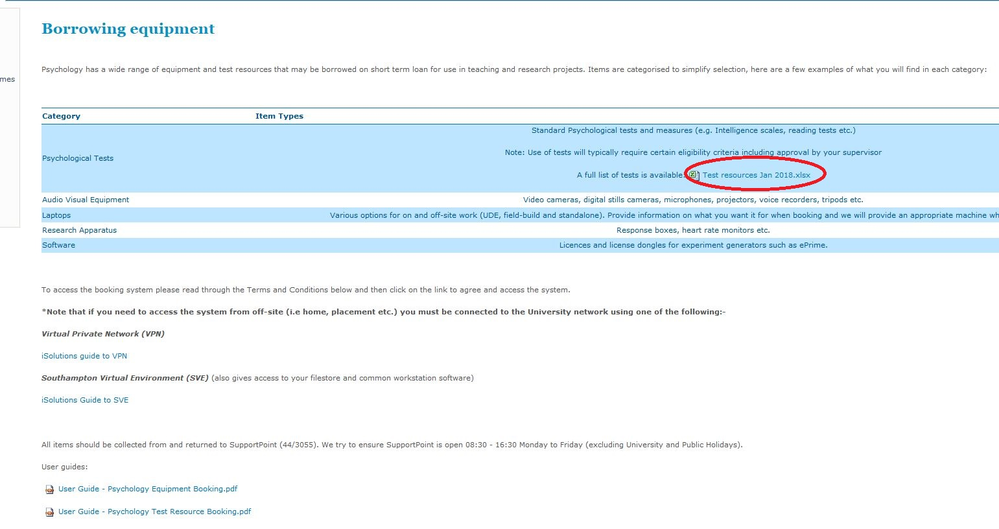 Borrowing equipment
Psychology has a wide range of equipment and test resources that may be borrowed on short term loan for use in teaching and research projects. Items are categorised to simplify selection, here are a few examples of what you will find in each category:
mes
Category Item Types
Standard Psychological tests and measures (e.g. Intelligence scales, reading tests etc.)
Note: Use of tests will typically require certain eligibility criteria including approval by your supervisor
Psychological Tests
A full list of tests is available: Test resources Jan 2018.xlsx
Audio Visual Equipment Video cameras, digital stills cameras, microphones, projectors, voice recorders, tripods etc.
Laptops Various options for on and off-site work (UDE, field-build and standalone). Provide information on what you want it for when booking and we will provide an appropriate machine wh
Research Apparatus Response boxes, heart rate monitors etc.
Software Licences and license dongles for experiment generators such as ePrime.
To access the booking system please read through the Terms and Conditions below and then click on the link to agree and access the system.
*Note that if you need to access the system from off-site (i.e home, placement etc.) you must be connected to the University network using one of the following:-
Virtual Private Network (VPN)
iSolutions guide to VPN
Southampton Virtual Environment (SVE) (also gives access to your filestore and common workstation software)
iSolutions Guide to SVE
All items should be collected from and returned to SupportPoint (44/3055). We try to ensure SupportPoint is open 08:30 - 16:30 Monday to Friday (excluding University and Public Holidays).
User guides:
User Guide - Psychology Equipment Booking.pdf
User Guide - Psychology Test Resource Booking.pdf